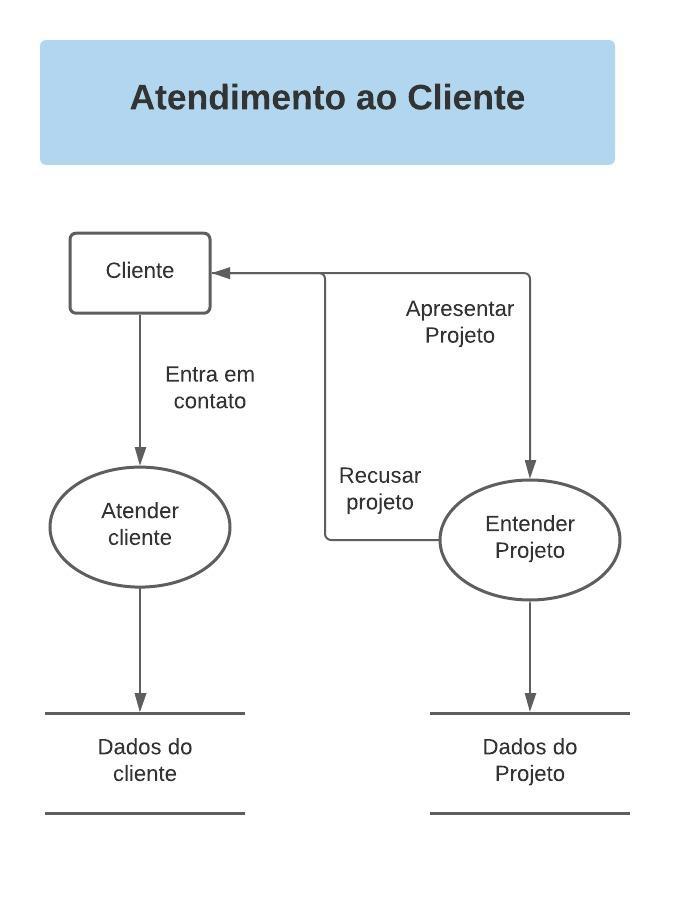 Atendimento ao Cliente
Cliente
Apresentar
Projeto
Entra em
contato
Recusar
projeto
Atender
cliente
Entender
Projeto
Dados do
cliente
Dados do
Projeto